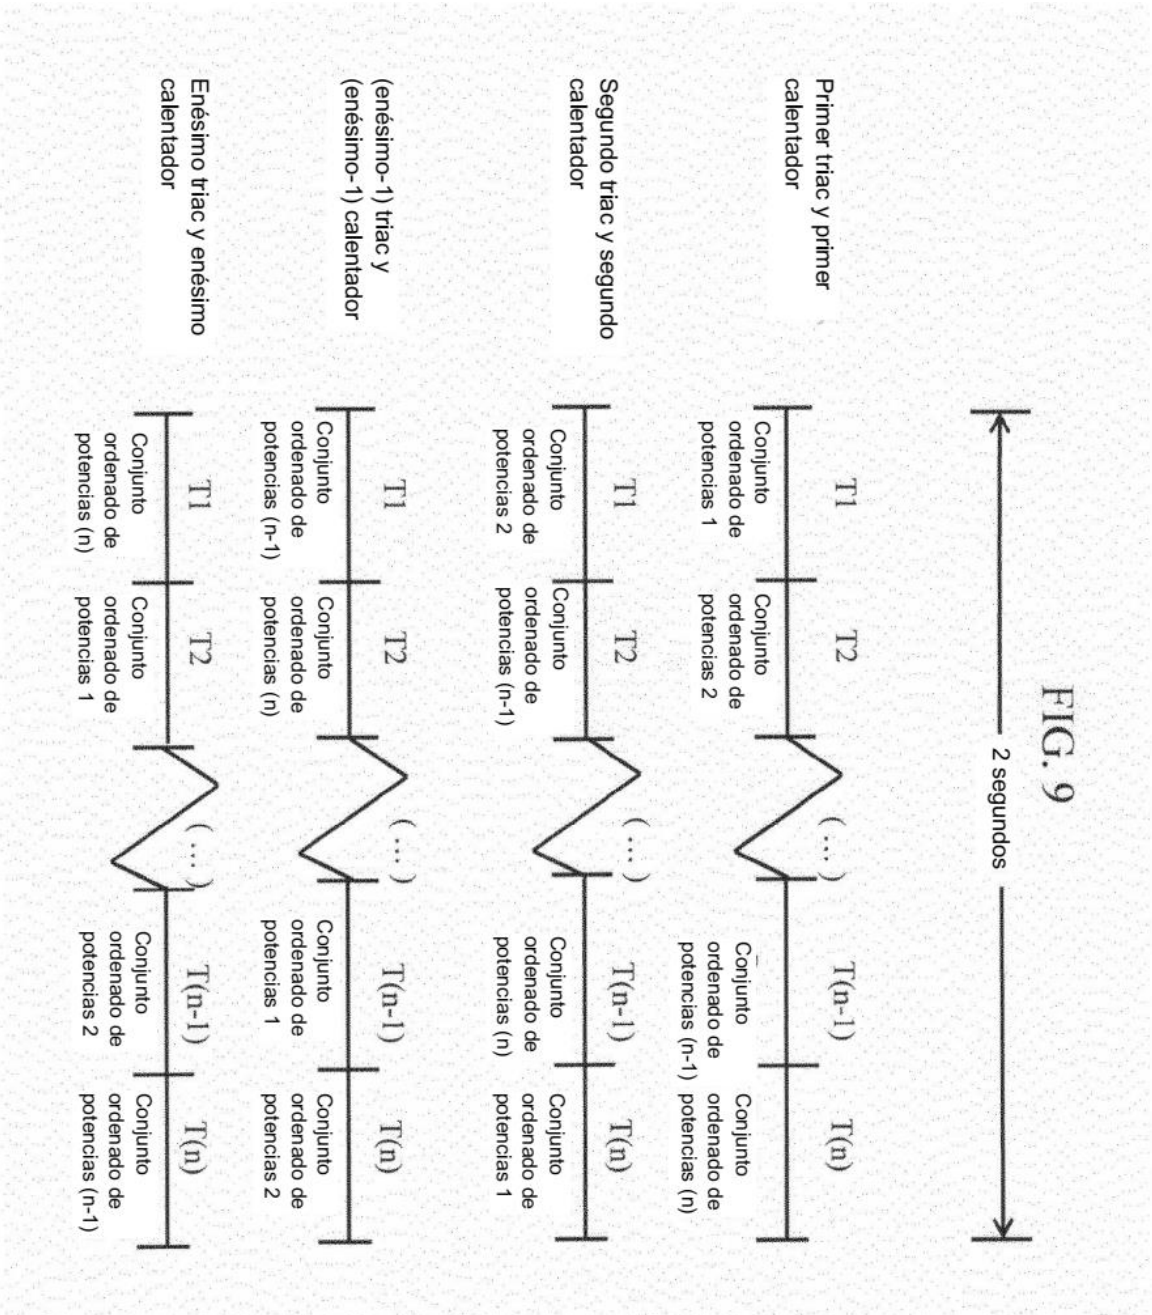 FIG. 9
2 segundos
Primer triac y primer
calentador
T1
T2
(...)
T(n-1)
T(n)
Conjunto
ordenado de
potencias 1
Conjunto
ordenado de
potencias 2
Conjunto
ordenado de
potencias (n-1)
Conjunto
ordenado de
potencias (n)
Segundo triac y segundo
calentador
T1
T2
(...)
T(n-1)
T(n)
Conjunto
ordenado de
potencias 2
Conjunto
ordenado de
potencias (n-1)
Conjunto
ordenado de
potencias (n)
Conjunto
ordenado de
potencias 1
(enésimo-1) triac y
(enésimo-1) calentador
T1
T2
(...)
T(n-1)
T(n)
Conjunto
ordenado de
potencias (n-1)
Conjunto
ordenado de
potencias (n)
Conjunto
ordenado de
potencias 1
Conjunto
ordenado de
potencias 2
Enésimo triac y enésimo
calentador
T1
T2
(...)
T(n-1)
T(n)
Conjunto
ordenado de
potencias (n)
Conjunto
ordenado de
potencias 1
Conjunto
ordenado de
potencias 2
Conjunto
ordenado de
potencias (n-1)